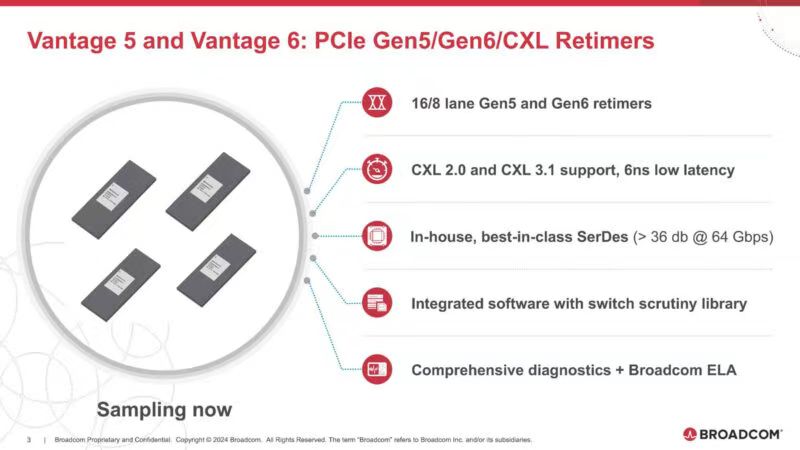 Vantage 5 and Vantage 6: PCIe Gen5/Gen6/CXL Retimers
16/8 lane Gen5 and Gen6 retimers
CXL 2.0 and CXL 3.1 support, 6ns low latency
In-house, best-in-class SerDes (> 36 db @ 64 Gbps)
Integrated software with switch scrutiny library
Comprehensive diagnostics + Broadcom ELA
Sampling now
3 | Broadcom Proprietary and Confidential. Copyright © 2024 Broadcom. All Rights Reserved. The term “Broadcom” refers to Broadcom Inc. and/or its subsidiaries.
BROADCOM